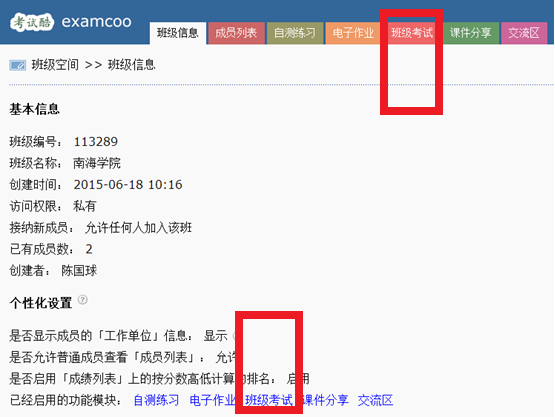 考试酷 examcoo
班级信息 成员列表 自测练习 电子作业 班级考试 课件分享 交流区
班级空间 >> 班级信息
基本信息
班级编号： 113289
班级名称： 南海学院
创建时间： 2015-06-18 10:16
访问权限： 私有
接纳新成员： 允许任何人加入该班
已有成员数： 2
创建者： 陈国球
个性化设置 ?
是否显示成员的「工作单位」信息： 显示
是否允许普通成员查看「成员列表」： 允许
是否启用「成绩列表」上的按分数高低计算的排名： 启用
已经启用的功能模块： 自测练习 电子作业 班级考试 课件分享 交流区